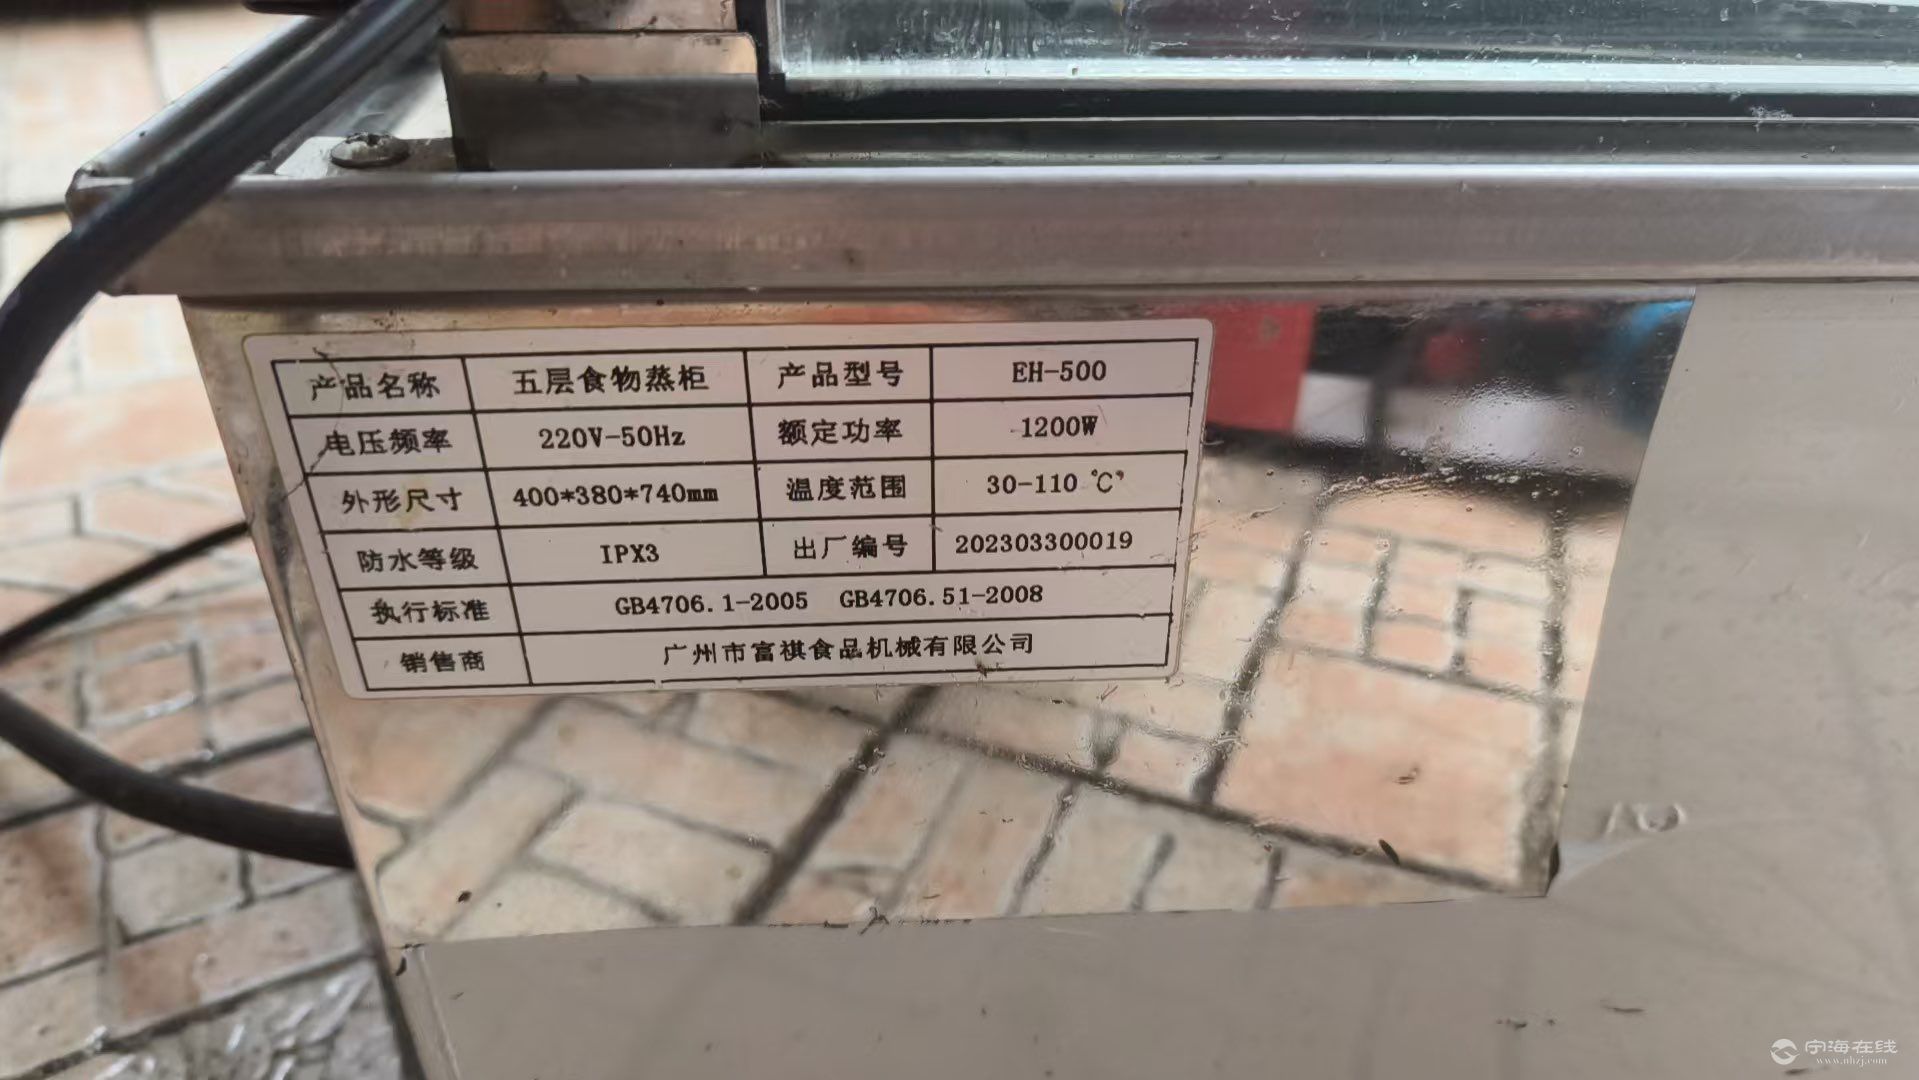 产品名称 五层食物蒸柜 产品型号 EH-500
电压频率 220V-50Hz 额定功率 1200W
外形尺寸 400*380*740mm 温度范围 30-110℃
防水等级 IPX3 出厂编号 202303300019
执行标准 GB4706.1-2005 GB4706.51-2008
销售商 广州市富祺食品机械有限公司
宁海在线
www.nhzj.com